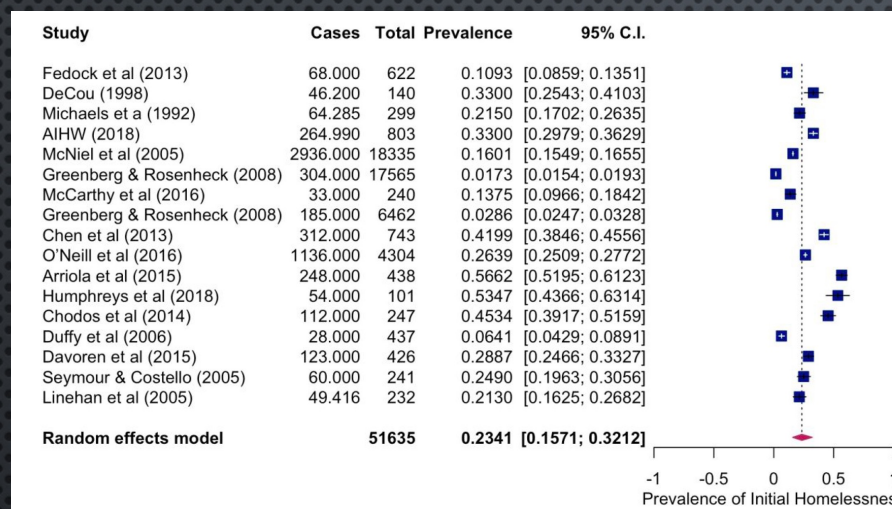 Study Cases Total Prevalence 95% C.I.
Fedock et al (2013) 68.000 622 0.1093 [0.0859; 0.1351]
DeCou (1998) 46.200 140 0.3300 [0.2543; 0.4103]
Michaels et a (1992) 64.285 299 0.2150 [0.1702; 0.2635]
AIHW (2018) 264.990 803 0.3300 [0.2979; 0.3629]
McNiel et al (2005) 2936.000 18335 0.1601 [0.1549; 0.1655]
Greenberg & Rosenheck (2008) 304.000 17565 0.0173 [0.0154; 0.0193]
McCarthy et al (2016) 33.000 240 0.1375 [0.0966; 0.1842]
Greenberg & Rosenheck (2008) 185.000 6462 0.0286 [0.0247; 0.0328]
Chen et al (2013) 312.000 743 0.4199 [0.3846; 0.4556]
O'Neill et al (2016) 1136.000 4304 0.2639 [0.2509; 0.2772]
Arriola et al (2015) 248.000 438 0.5662 [0.5195; 0.6123]
Humphreys et al (2018) 54.000 101 0.5347 [0.4366; 0.6314]
Chodos et al (2014) 112.000 247 0.4534 [0.3917; 0.5159]
Duffy et al (2006) 28.000 437 0.0641 [0.0429; 0.0891]
Davoren et al (2015) 123.000 426 0.2887 [0.2466; 0.3327]
Seymour & Costello (2005) 60.000 241 0.2490 [0.1963; 0.3056]
Linehan et al (2005) 49.416 232 0.2130 [0.1625; 0.2682]
Random effects model 51635 0.2341 [0.1571; 0.3212]
-1 -0.5 0 0.5
Prevalence of Initial Homelessnes